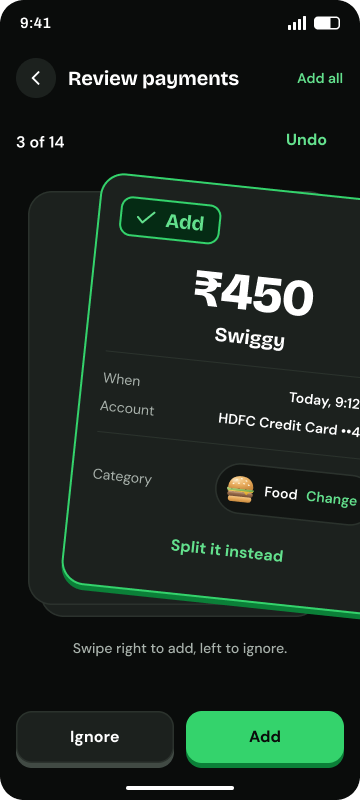 9:41
Review payments
Add all
3 of 14
Undo
Add
₹450
Swiggy
When
Today, 9:12
Account
HDFC Credit Card ••4
Category
Food
Change
Split it instead
Swipe right to add, left to ignore.
Ignore
Add